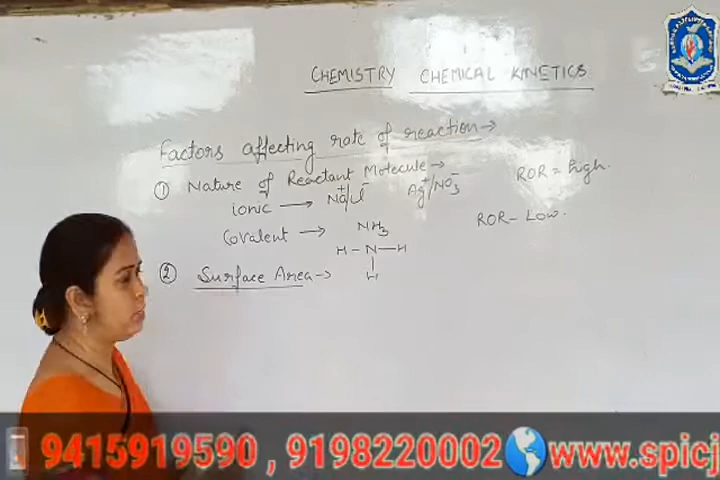 CHEMISTRY CHEMICAL KINETICS
Factors affecting rate of reaction →
① Nature of Reactant Molecule →
ionic → Na⁺/Cl⁻ Ag⁺/NO₃⁻ ROR = high.
Covalent → NH₃ ROR - Low.
H - N - H
H
② Surface Area →
9415919590 , 9198220002 www.spicj